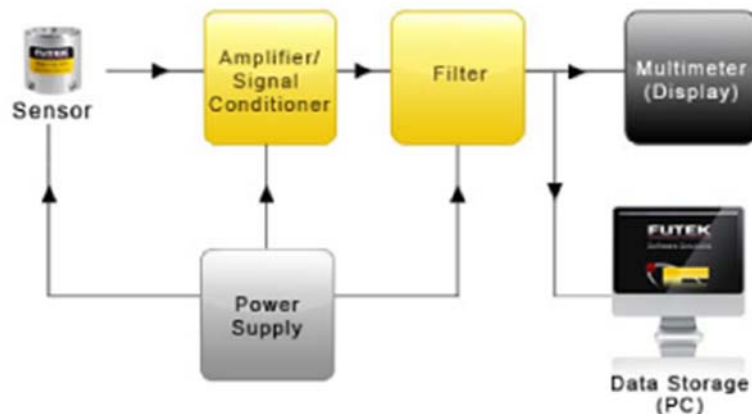 FUTEK
Sensor
Amplifier/
Signal
Conditioner
Filter
Multimeter
(Display)
Power
Supply
FUTEK
Data Storage
(PC)